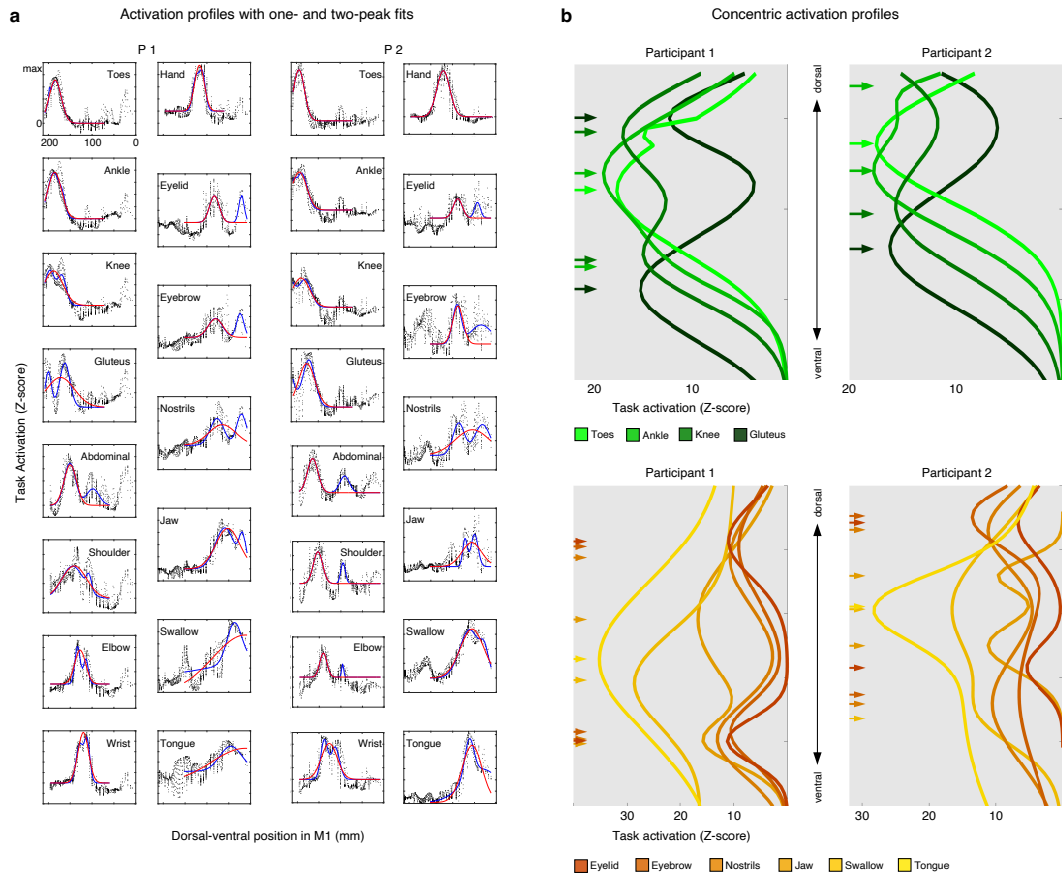 a
Activation profiles with one- and two-peak fits
P 1
P 2
max
0
Toes
200
100
0
Hand
Toes
Hand
Ankle
Eyelid
Ankle
Eyelid
Knee
Eyebrow
Knee
Eyebrow
Gluteus
Nostrils
Gluteus
Nostrils
Abdominal
Jaw
Abdominal
Jaw
Shoulder
Swallow
Shoulder
Swallow
Elbow
Tongue
Elbow
Tongue
Wrist
Wrist
Task Activation (Z-score)
Dorsal-ventral position in M1 (mm)
b
Concentric activation profiles
Participant 1
Participant 2
dorsal
ventral
20
10
20
10
Task activation (Z-score)
Toes
Ankle
Knee
Gluteus
Participant 1
Participant 2
dorsal
ventral
30
20
10
30
20
10
Task activation (Z-score)
Eyelid
Eyebrow
Nostrils
Jaw
Swallow
Tongue